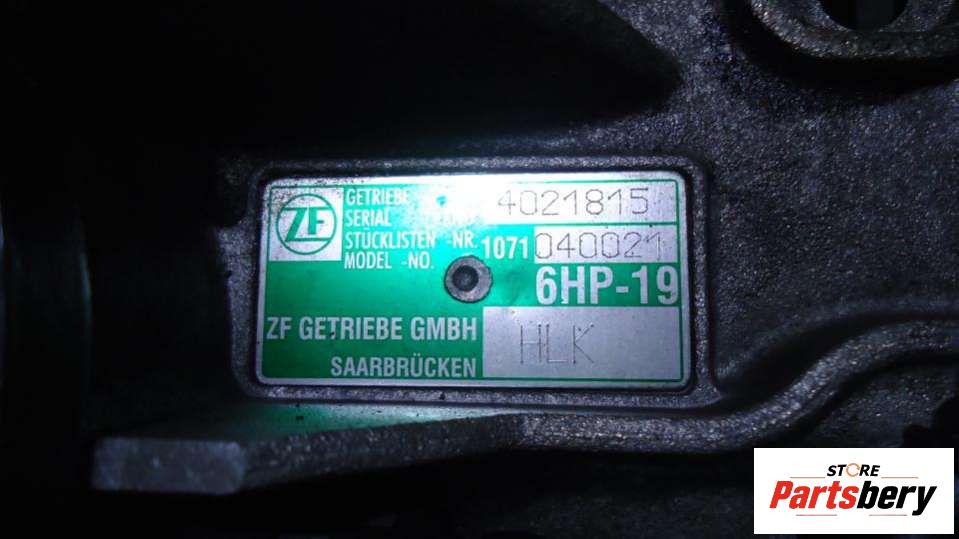 ZF
GETRIEBE 4021815
SERIAL
STÜCKLISTEN -NR. 1071 040021
MODEL -NO.
6HP-19
ZF GETRIEBE GMBH HLK
SAARBRÜCKEN
STORE
Partsbery